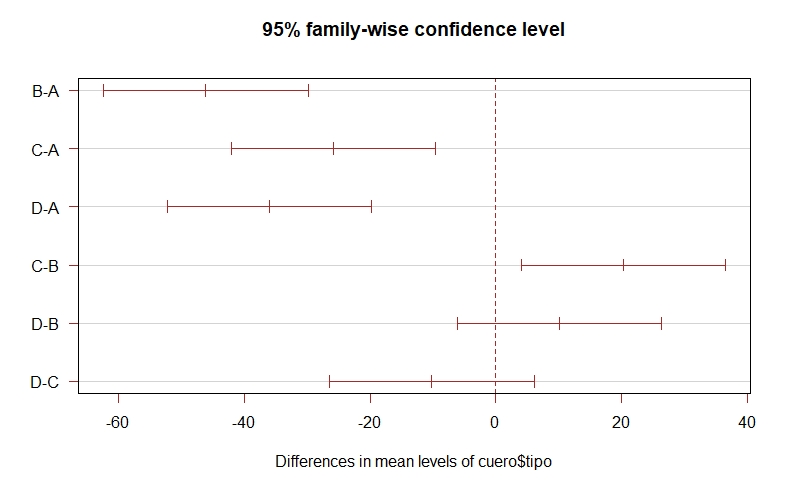 95% family-wise confidence level
B-A
C-A
D-A
C-B
D-B
D-C
-60 -40 -20 0 20 40
Differences in mean levels of cuero$tipo